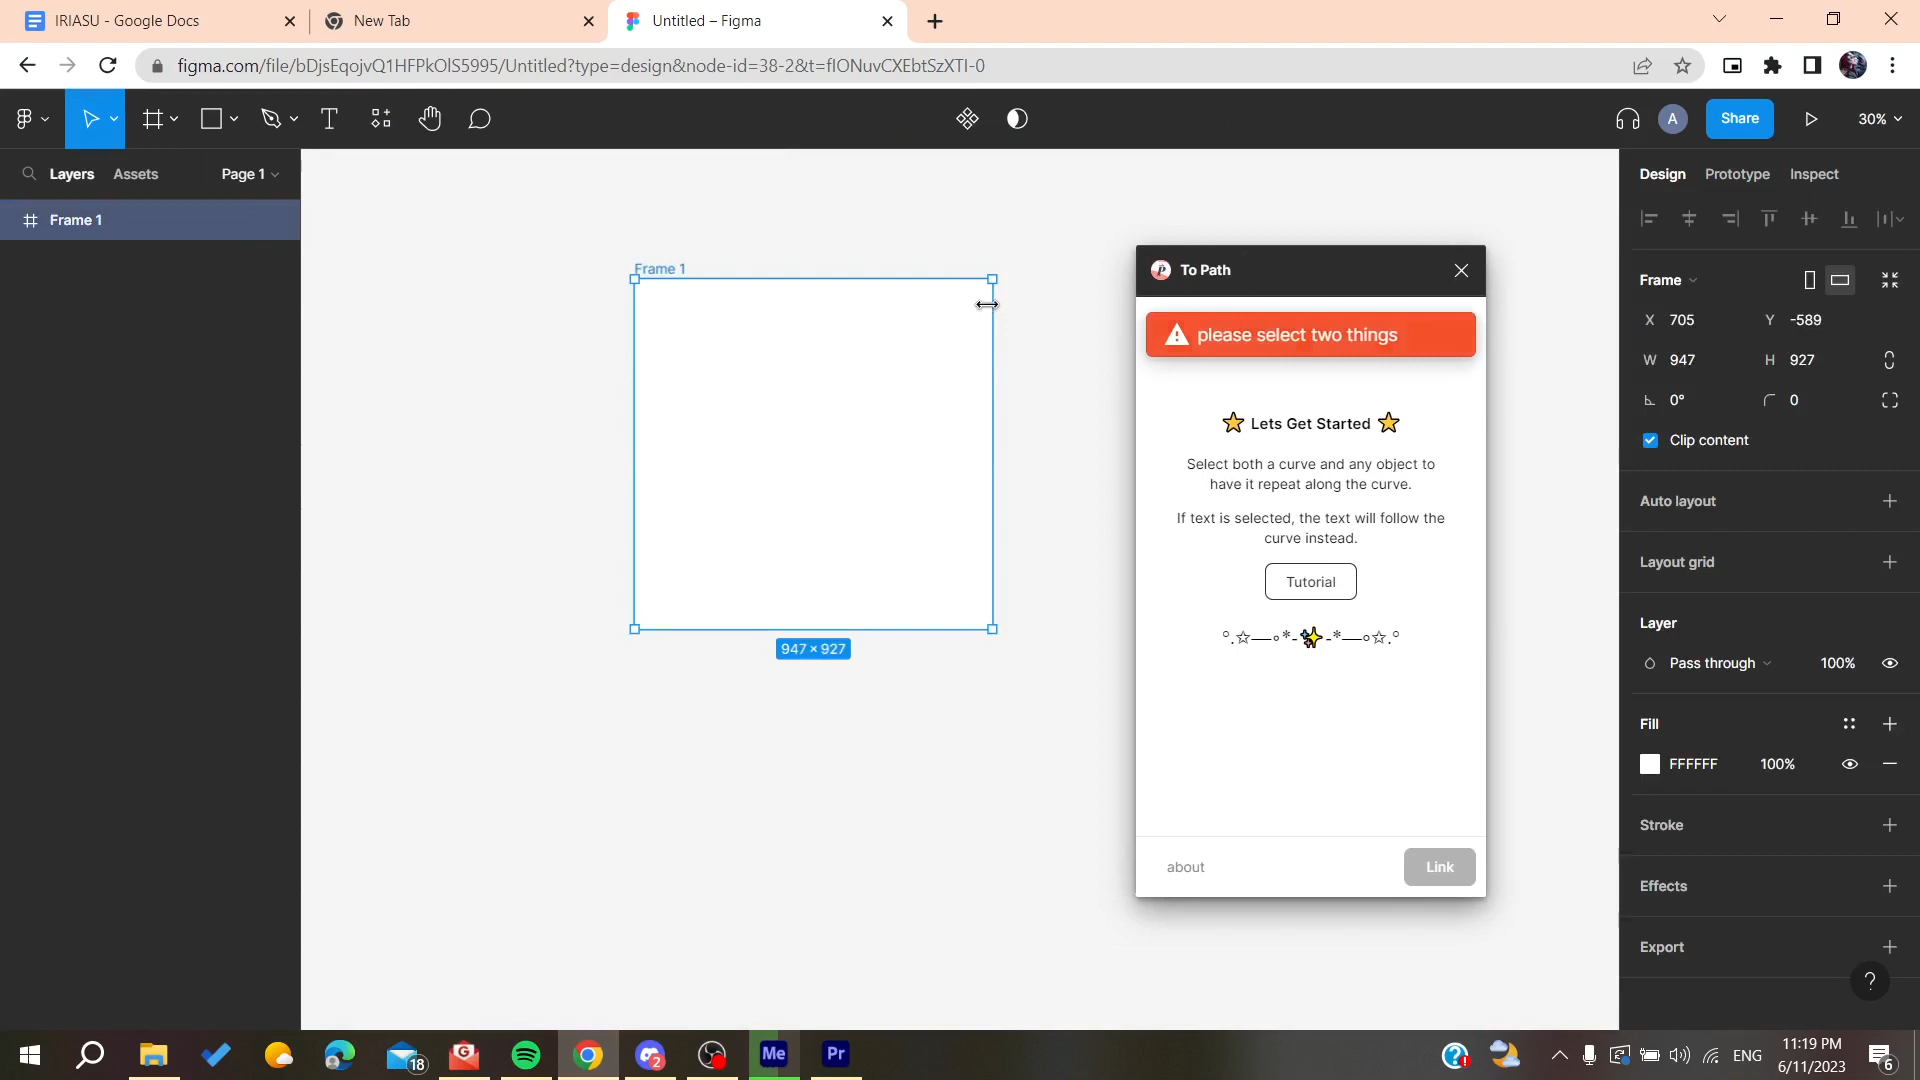 IRIASU - Google Docs
New Tab
Untitled – Figma
figma.com/file/bDjsEqojvQ1HFPkOlS5995/Untitled?type=design&node-id=38-2&t=fIONuvCXEbtSzXTI-0
A
Share
30%
Layers
Assets
Page 1
Design
Prototype
Inspect
Frame 1
Frame 1
947 × 927
To Path
please select two things
Lets Get Started
Select both a curve and any object to
have it repeat along the curve.
If text is selected, the text will follow the
curve instead.
Tutorial
°.☆—∘*-✨-*—∘☆.°
about
Link
Frame
X 705
Y -589
W 947
H 927
0°
0
Clip content
Auto layout
Layout grid
Layer
Pass through
100%
Fill
FFFFFF
100%
Stroke
Effects
Export
?
18
2
Me
Pr
ENG
11:19 PM
6/11/2023
6